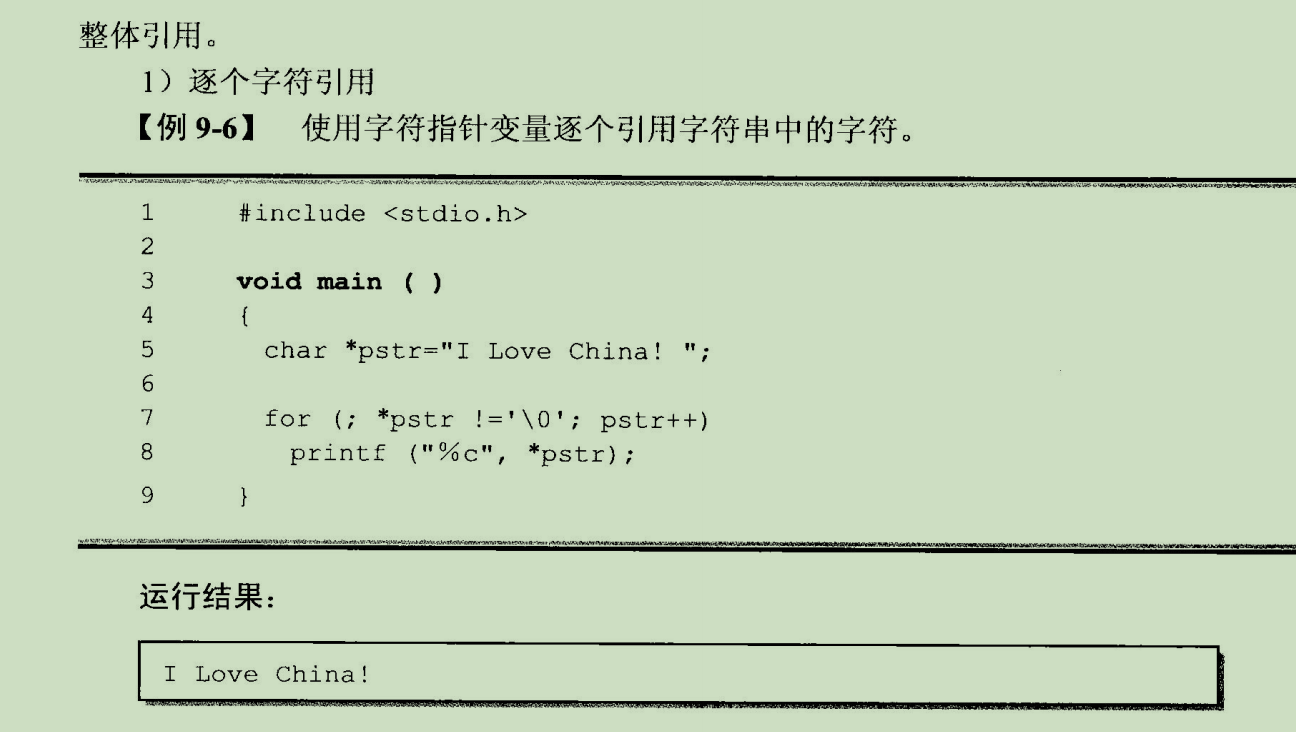 整体引用。
1）逐个字符引用
【例 9-6】 使用字符指针变量逐个引用字符串中的字符。
1 #include <stdio.h>
2
3 void main ( )
4 {
5 char *pstr="I Love China! ";
6
7 for (; *pstr !='\0'; pstr++)
8 printf ("%c", *pstr);
9 }
运行结果：
I Love China!